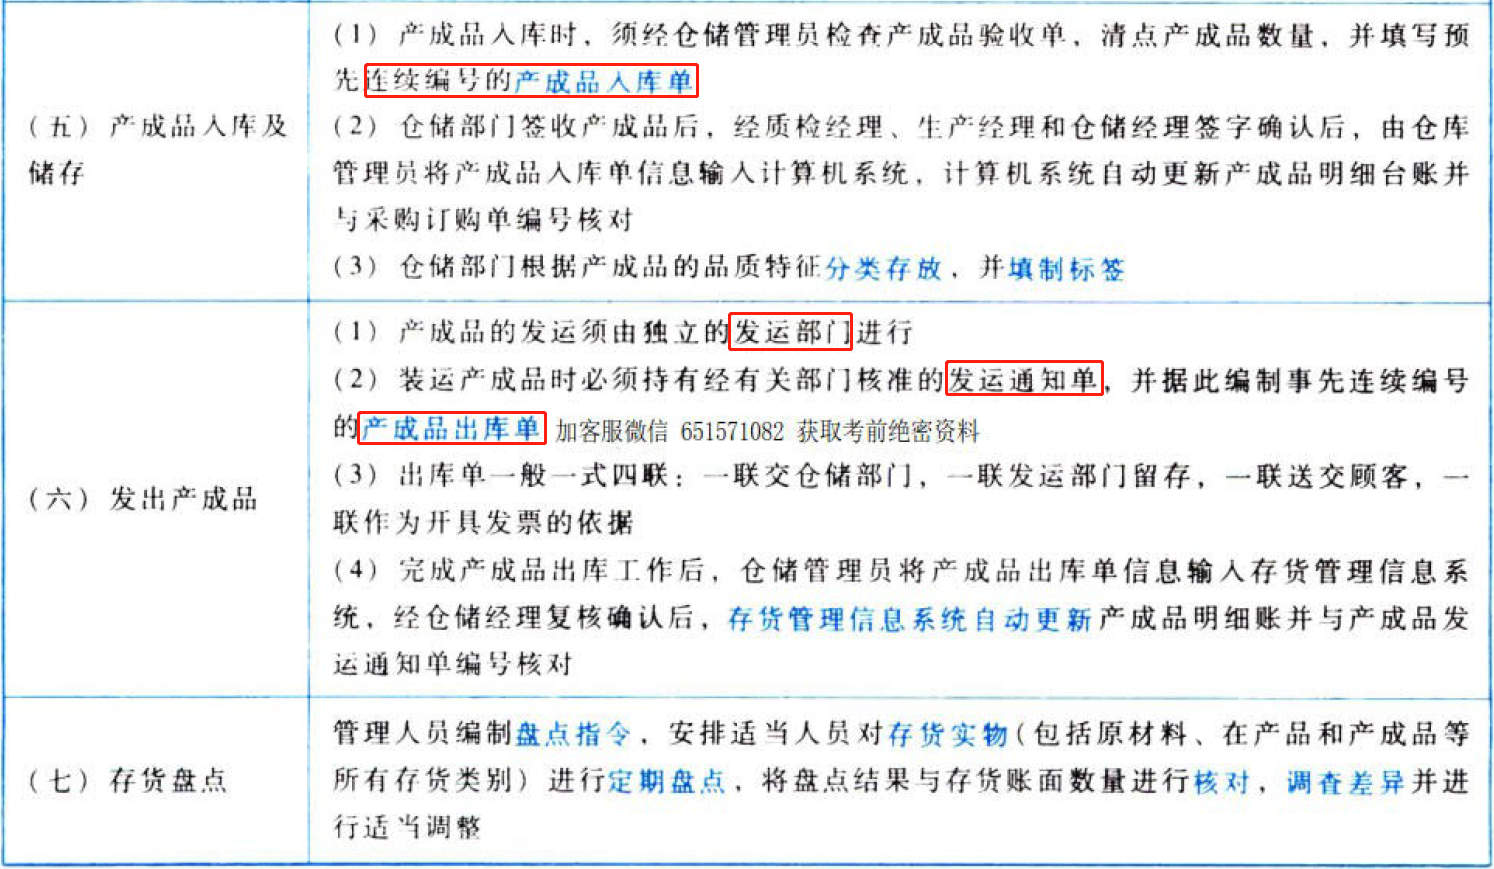 (1) 产成品入库时，须经仓储管理员检查产成品验收单，清点产成品数量，并填写预
先连续编号的产成品入库单
(五) 产成品入库及
储存
(2) 仓储部门签收产成品后，经质检经理、生产经理和仓储经理签字确认后，由仓库
管理员将产成品入库单信息输入计算机系统，计算机系统自动更新产成品明细台账并
与采购订购单编号核对
(3) 仓储部门根据产成品的品质特征分类存放，并填制标签
(六) 发出产成品
(1) 产成品的发运须由独立的发运部门进行
(2) 装运产成品时必须持有经有关部门核准的发运通知单，并据此编制事先连续编号
的产成品出库单 加客服微信 651571082 获取考前绝密资料
(3) 出库单一般一式四联：一联交仓储部门，一联发运部门留存，一联送交顾客，一
联作为开具发票的依据
(4) 完成产成品出库工作后，仓储管理员将产成品出库单信息输入存货管理信息系
统，经仓储经理复核确认后，存货管理信息系统自动更新产成品明细账并与产成品发
运通知单编号核对
(七) 存货盘点
管理人员编制盘点指令，安排适当人员对存货实物(包括原材料、在产品和产成品等
所有存货类别) 进行定期盘点，将盘点结果与存货账面数量进行核对，调查差异并进
行适当调整